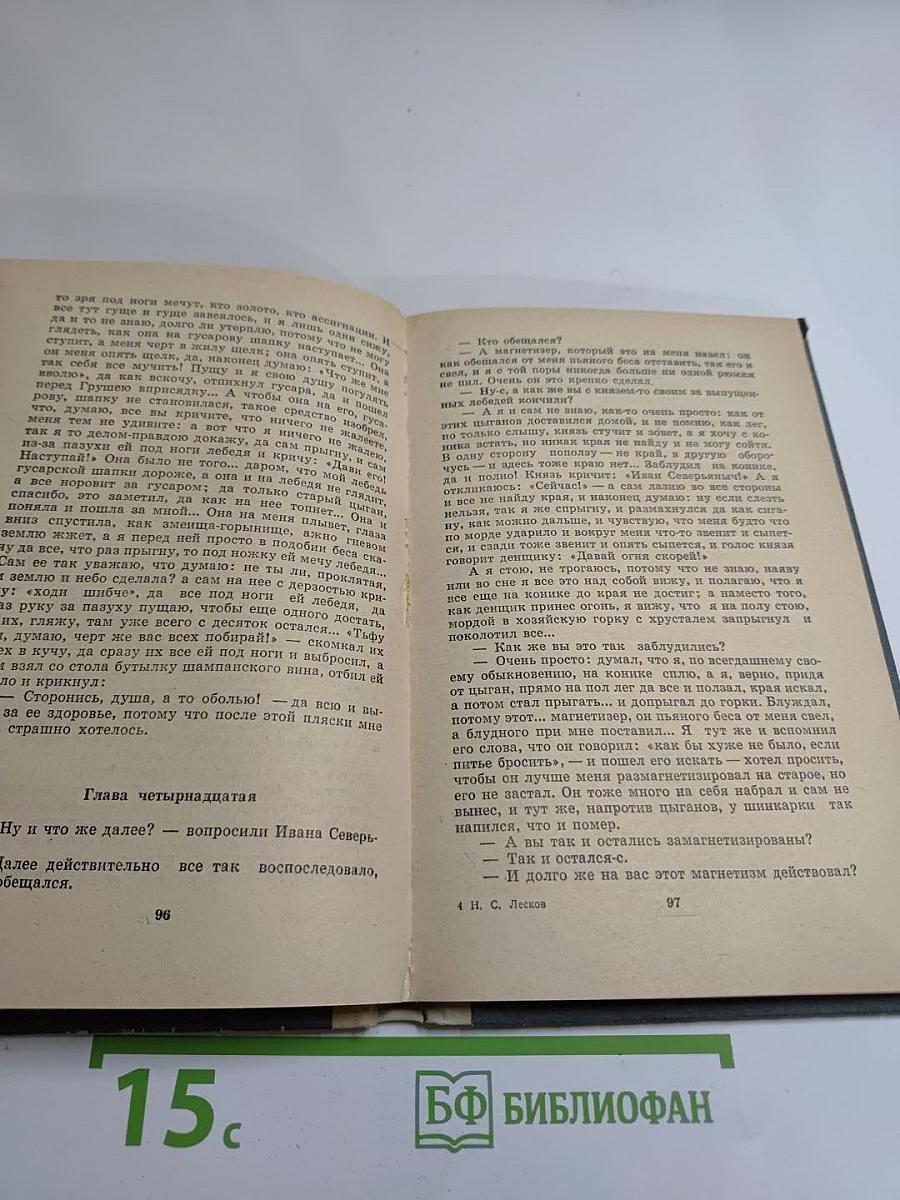 то зря под ноги мечут, кто золото, кто ассигнации. И
все тут гуще и гуще завеялось, и я лишь один сижу,
да и то не знаю, долго ли утерплю, потому что не могу
глядеть, как она на гусарову шапку наступает... Она
ступит, а меня черт в жилу щелк; она опять ступит, а
он меня опять щелк, да, наконец думаю: «Что же мне
так себя все мучить! Пущу и я свою душу погулять
вволю», да как вскочу, отпихнул гусара, да и пошел
перед Грушею вприсядку... А чтобы она на его, гуса-
рову, шапку не становилася, такое средство изобрел,
что, думаю, все вы кричите, что ничего не жалеете,
меня тем не удивите: а вот что я ничего не жалею,
так я то делом-правдою докажу, да сам прыгну, и сам
из-за пазухи ей под ноги лебедя и кричу: «Дави его!
Наступай!» Она было не того... даром, что мой лебедь
гусарской шапки дороже, а она и на лебедя не глядит,
а все норовит за гусаром; да только старый цыган,
спасибо, это заметил, да как на нее топнет... Она и
поняла и пошла за мной... Она на меня плывет, глаза
вниз спустила, как змеища-горынище, ажно гневом
землю жжет, а я перед ней просто в подобии беса ска-
чу да все, что раз прыгну, то под ножку ей мечу лебедя...
Сам ее так уважаю, что думаю: не ты ли, проклятая,
и землю и небо сделала? а сам на нее с дерзостью кри-
чу: «ходи шибче», да все под ноги ей лебедя, да
раз руку за пазуху пущаю, чтобы еще одного достать,
их, гляжу, там уже всего с десяток остался... «Тьфу
, думаю, черт же вас всех побирай!» — скомкал их
ех в кучу, да сразу их все ей под ноги и выбросил, а
м взял со стола бутылку шампанского вина, отбил ей
ло и крикнул:
— Сторонись, душа, а то оболью! — да всю и вы-
за ее здоровье, потому что после этой пляски мне
страшно хотелось.
Глава четырнадцатая
Ну и что же далее? — вопросили Ивана Северь-
Далее действительно все так воспоследовало,
обещался.
96
— Кто обещался?
— А магнетизер, который это на меня навел: он
как обещался от меня пьяного беса отставить, так его и
свел, и я с той поры никогда больше ни одной рюмки
не пил. Очень он это крепко сделал.
— Ну-с, а как же вы с князем-то своим за выпущен-
ных лебедей кончили?
— А я и сам не знаю, как-то очень просто: как от
этих цыганов доставился домой, и не помню, как лег,
но только слышу, князь стучит и зовет, а я хочу с ко-
ника встать, но никак края не найду и не могу сойти.
В одну сторону поползу — не край, в другую оборо-
чусь — и здесь тоже краю нет... Заблудил на конике,
да и полно! Князь кричит: «Иван Северьяныч!» А я
откликаюсь: «Сейчас!» — а сам лазию во все стороны
и все не найду края, и наконец думаю: ну если слезть
нельзя, так я же спрыгну, и размахнулся да как сига-
ну, как можно дальше, и чувствую, что меня будто что
по морде ударило и вокруг меня что-то звенит и сыпет-
ся, и сзади тоже звенит и опять сыпется, и голос князя
говорит денщику: «Давай огня скорей!»
А я стою, не трогаюсь, потому что не знаю, наяву
или во сне я все это над собой вижу, и полагаю, что я
все еще на конике до края не достиг; а наместо того,
как денщик принес огонь, я вижу, что я на полу стою,
мордой в хозяйскую горку с хрусталем запрыгнул и
поколотил все...
— Как же вы это так заблудились?
— Очень просто: думал, что я, по всегдашнему сво-
ему обыкновению, на конике сплю, а я, верно, придя
от цыган, прямо на пол лег да все и ползал, края искал,
а потом стал прыгать... и допрыгал до горки. Блуждал,
потому этот... магнетизер, он пьяного беса от меня свел,
а блудного при мне поставил... Я тут же и вспомнил
его слова, что он говорил: «как бы хуже не было, если
питье бросить», — и пошел его искать — хотел просить,
чтобы он лучше меня размагнетизировал на старое, но
его не застал. Он тоже много на себя набрал и сам не
вынес, и тут же, напротив цыганов, у шинкарки так
напился, что и помер.
— А вы так и остались замагнетизированы?
— Так и остался-с.
— И долго же на вас этот магнетизм действовал?
4 Н. С. Лесков 97
15 с
БФ БИБЛИОФАН